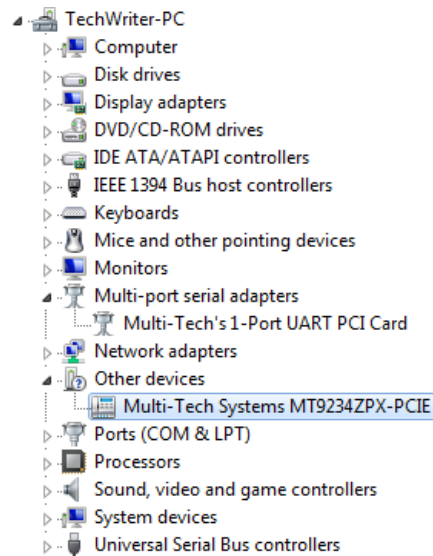 TechWriter-PC
Computer
Disk drives
Display adapters
DVD/CD-ROM drives
IDE ATA/ATAPI controllers
IEEE 1394 Bus host controllers
Keyboards
Mice and other pointing devices
Monitors
Multi-port serial adapters
Multi-Tech's 1-Port UART PCI Card
Network adapters
Other devices
Multi-Tech Systems MT9234ZPX-PCIE
Ports (COM & LPT)
Processors
Sound, video and game controllers
System devices
Universal Serial Bus controllers